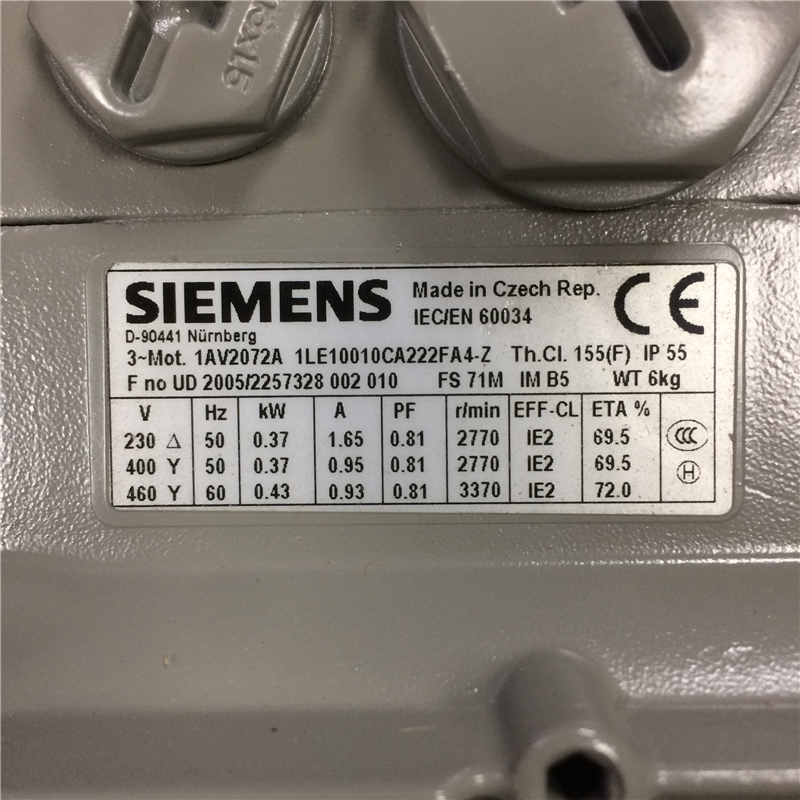 16x1.5
SIEMENS Made in Czech Rep. CE
IEC/EN 60034
D-90441 Nürnberg
3~Mot. 1AV2072A 1LE10010CA222FA4-Z Th.Cl. 155(F) IP 55
F no UD 2005/2257328 002 010 FS 71M IM B5 WT 6kg
V Hz kW A PF r/min EFF-CL ETA %
230 Δ 50 0.37 1.65 0.81 2770 IE2 69.5 CCC
400 Y 50 0.37 0.95 0.81 2770 IE2 69.5 H
460 Y 60 0.43 0.93 0.81 3370 IE2 72.0